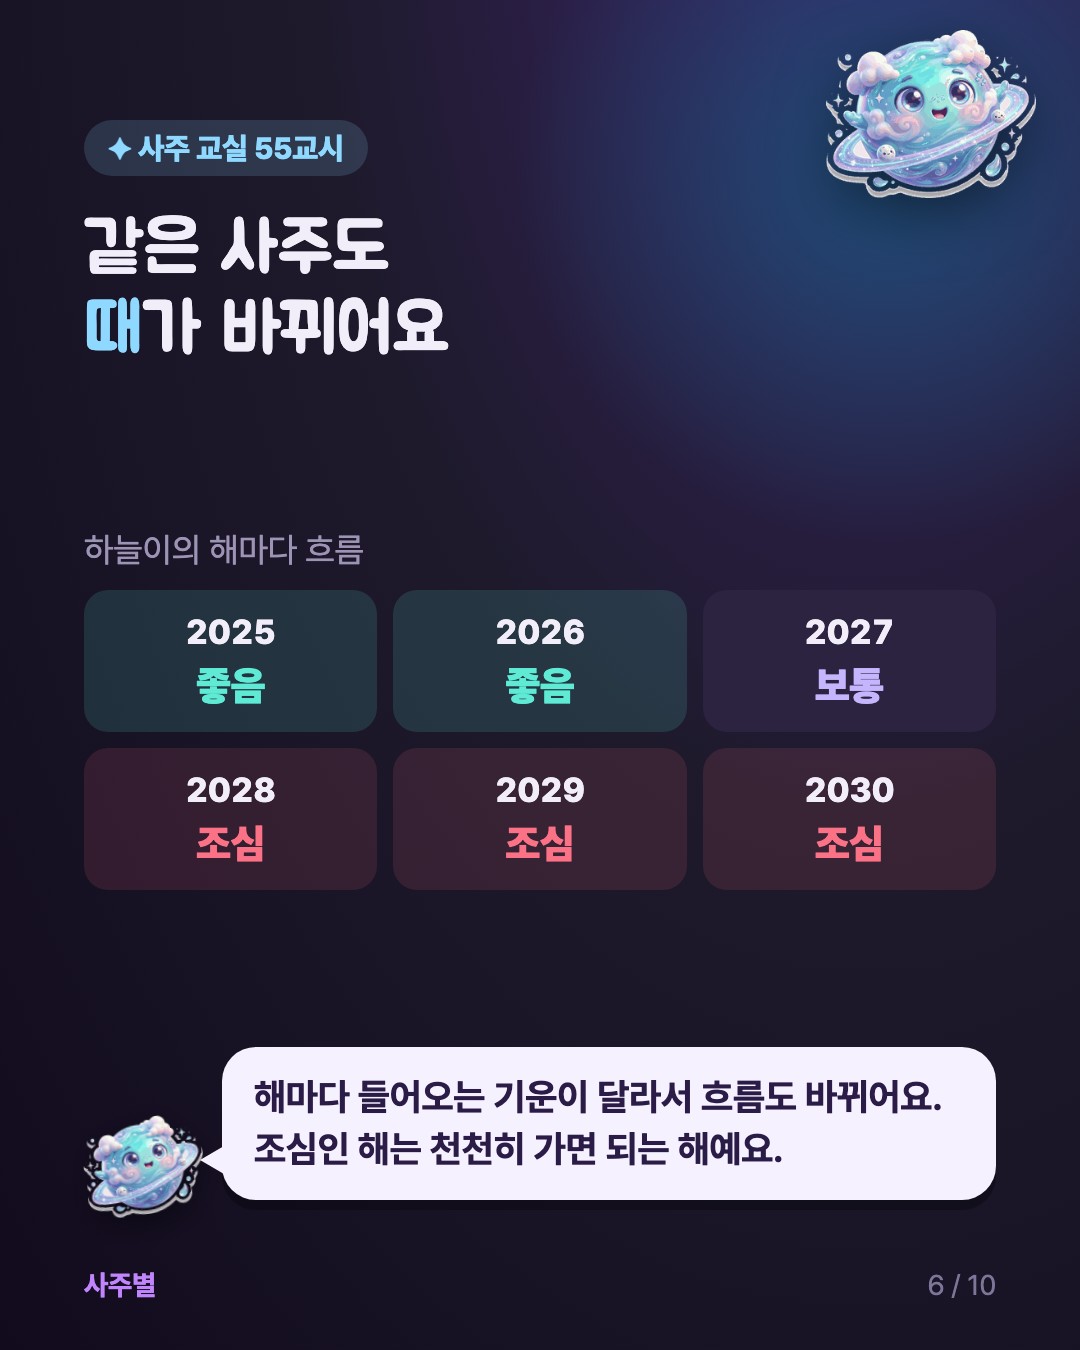 ✦ 사주 교실 55교시
같은 사주도
때가 바뀌어요
하늘이의 해마다 흐름
2025 2026 2027
좋음 좋음 보통
2028 2029 2030
조심 조심 조심
해마다 들어오는 기운이 달라서 흐름도 바뀌어요.
조심인 해는 천천히 가면 되는 해예요.
사주별
6 / 10